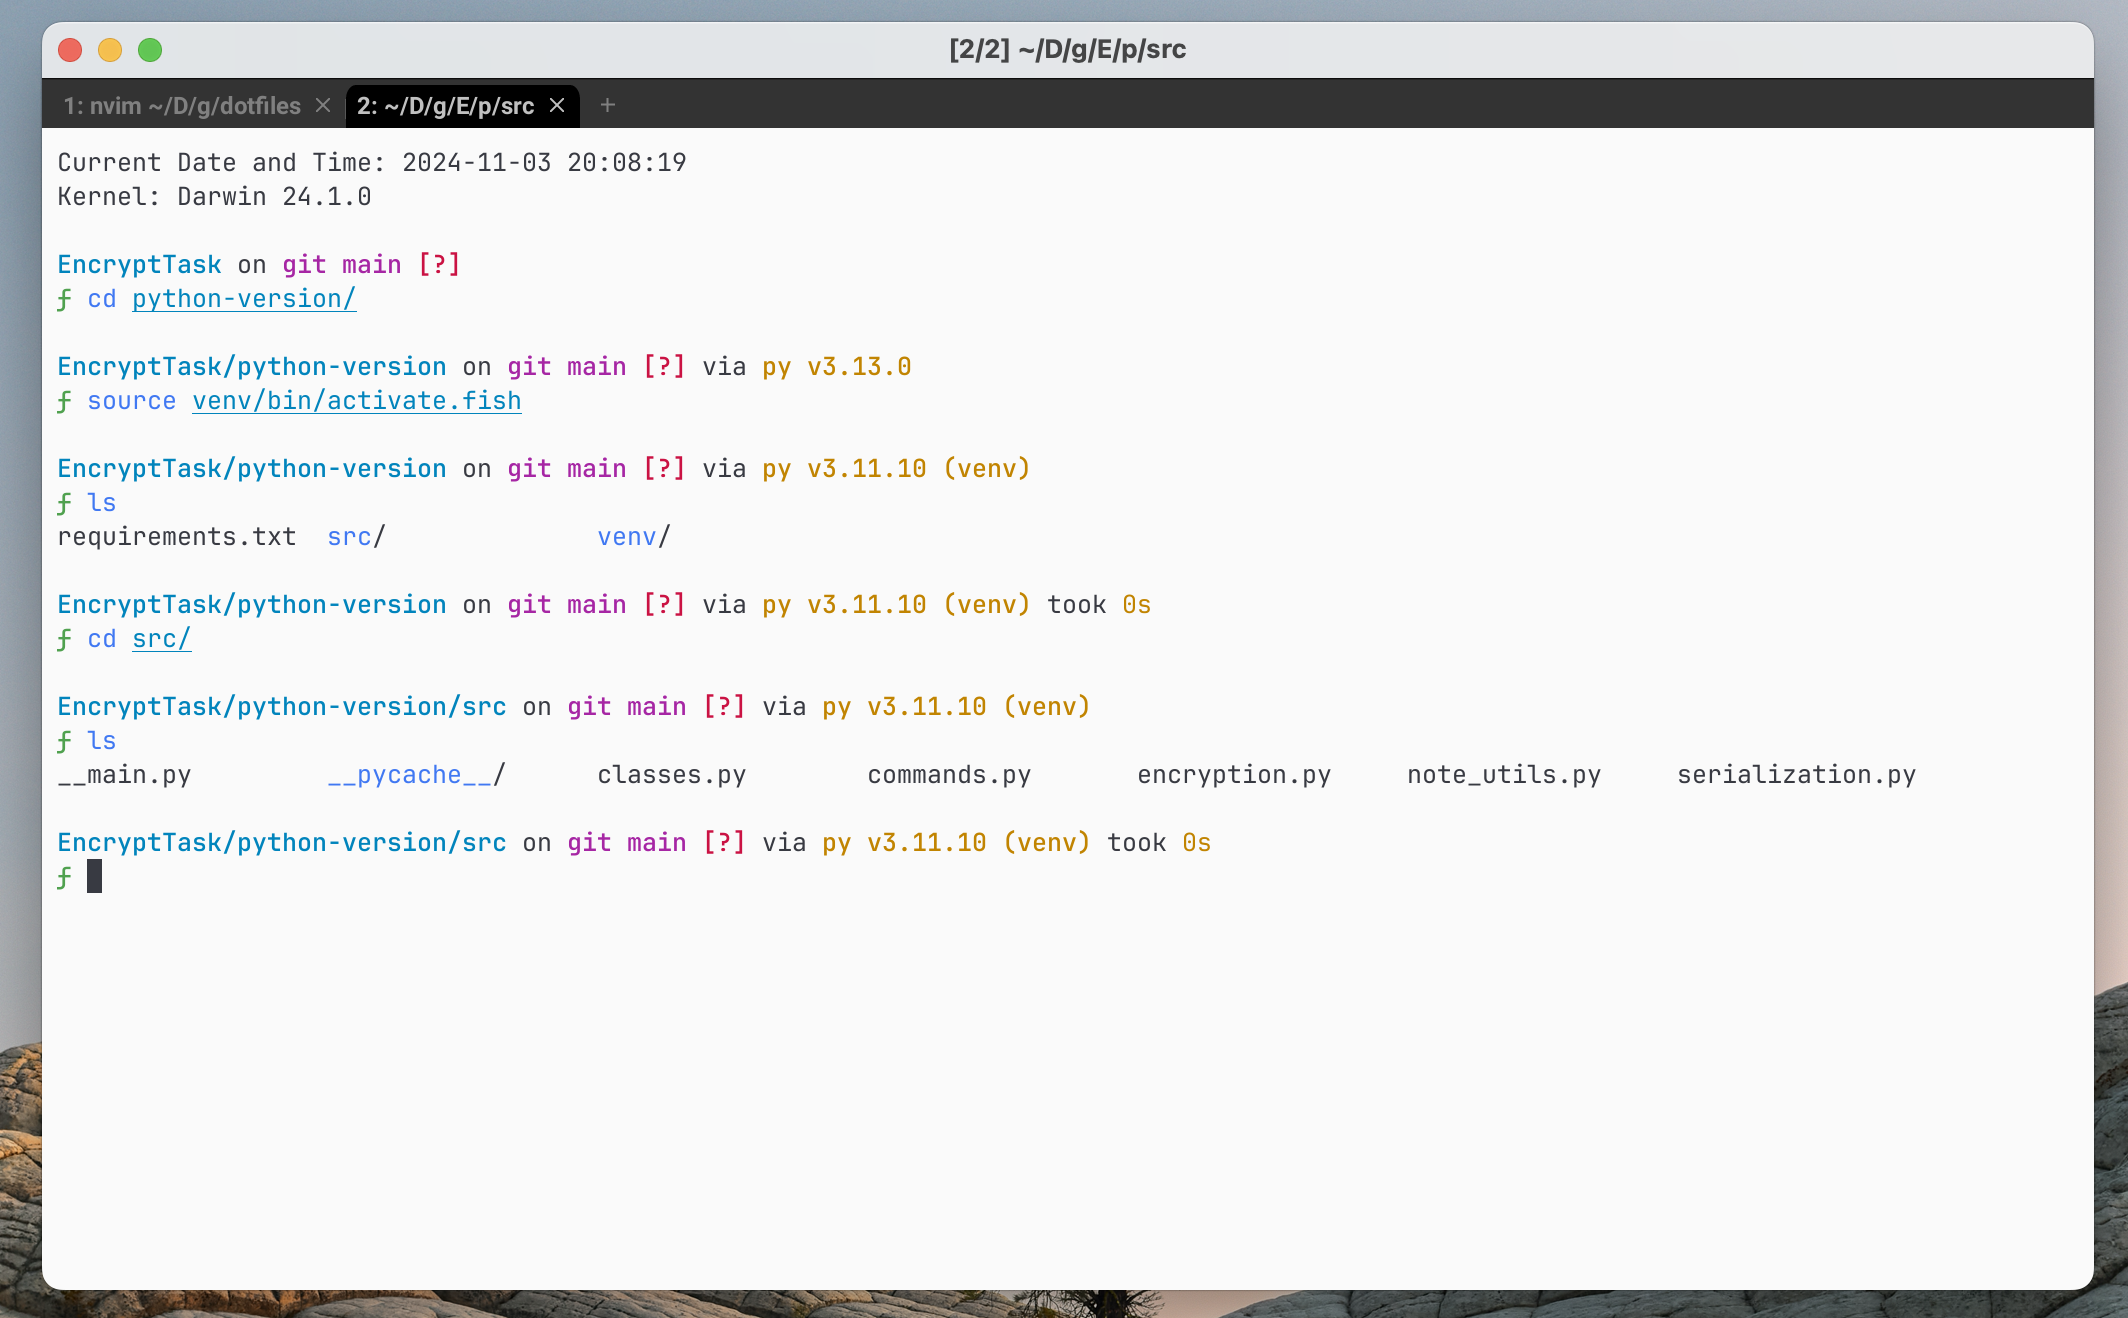 [2/2] ~/D/g/E/p/src
1: nvim ~/D/g/dotfiles × 2: ~/D/g/E/p/src × +
Current Date and Time: 2024-11-03 20:08:19
Kernel: Darwin 24.1.0
EncryptTask on git main [?]
ƒ cd python-version/
EncryptTask/python-version on git main [?] via py v3.13.0
ƒ source venv/bin/activate.fish
EncryptTask/python-version on git main [?] via py v3.11.10 (venv)
ƒ ls
requirements.txt  src/              venv/
EncryptTask/python-version on git main [?] via py v3.11.10 (venv) took 0s
ƒ cd src/
EncryptTask/python-version/src on git main [?] via py v3.11.10 (venv)
ƒ ls
__main.py         __pycache__/      classes.py        commands.py       encryption.py     note_utils.py     serialization.py
EncryptTask/python-version/src on git main [?] via py v3.11.10 (venv) took 0s
ƒ